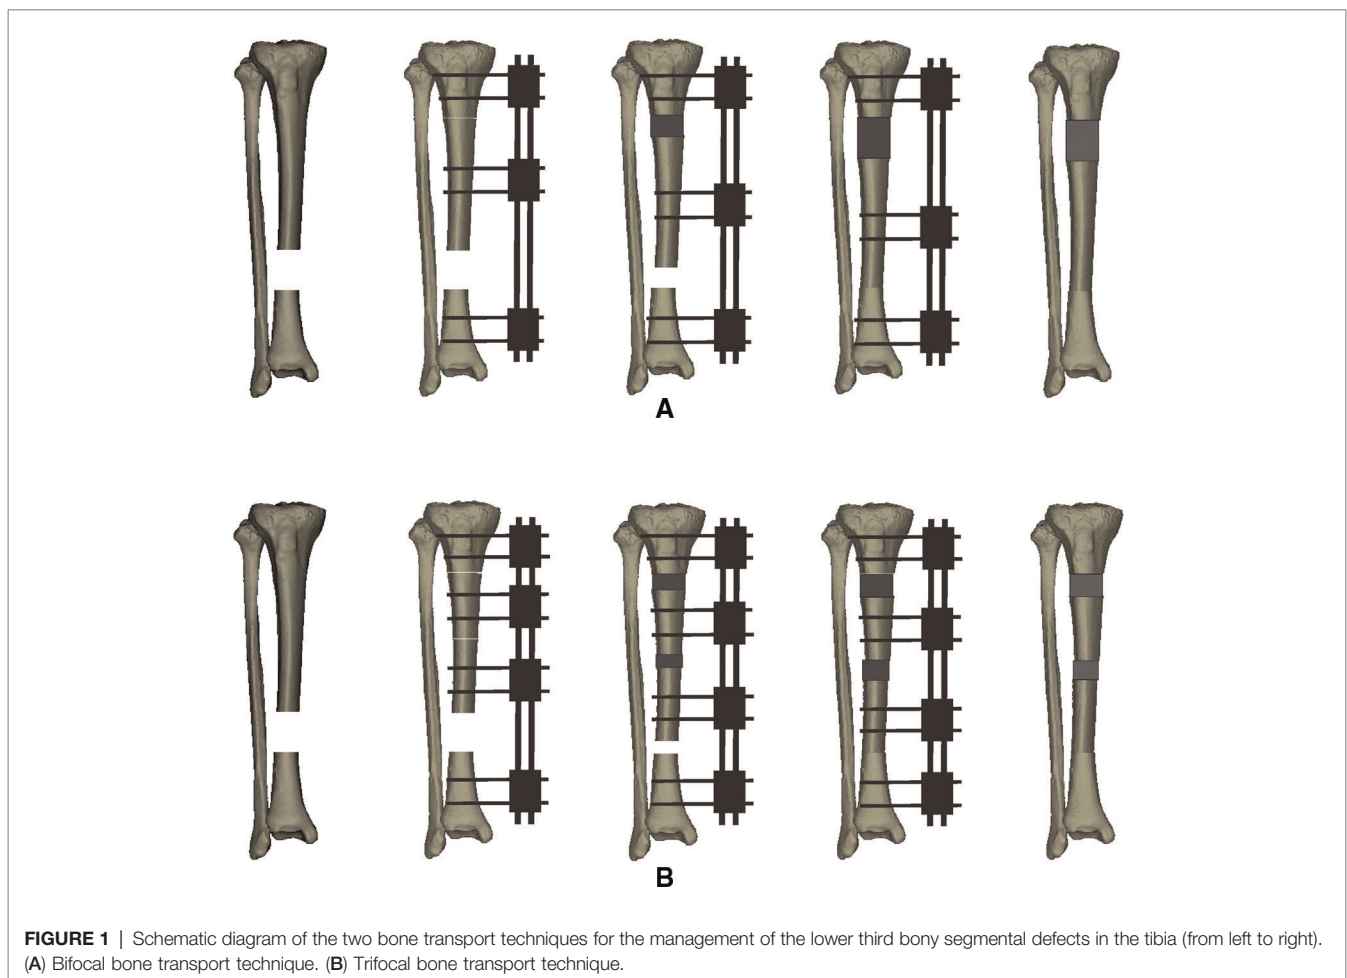 A
B
FIGURE 1 | Schematic diagram of the two bone transport techniques for the management of the lower third bony segmental defects in the tibia (from left to right).
(A) Bifocal bone transport technique. (B) Trifocal bone transport technique.